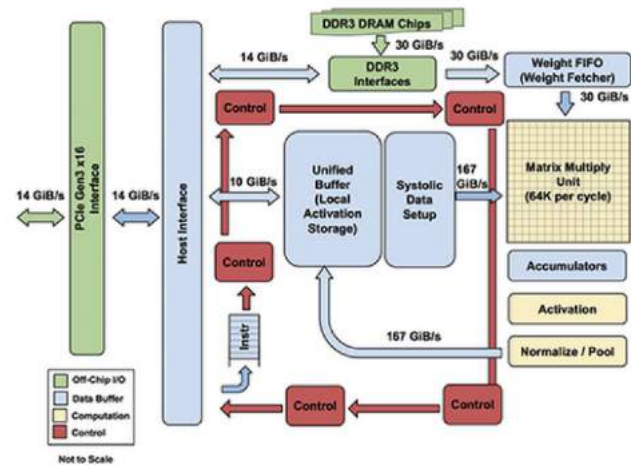 DDR3 DRAM Chips
14 GiB/s
30 GiB/s
30 GiB/s
DDR3
Interfaces
Weight FIFO
(Weight Fetcher)
30 GiB/s
Control
Control
PCIe Gen3 x16
Interface
14 GiB/s
14 GiB/s
Host Interface
10 GiB/s
Unified
Buffer
(Local
Activation
Storage)
Systolic
Data
Setup
167
GiB/s
Matrix Multiply
Unit
(64K per cycle)
Control
Accumulators
Activation
Instr
167 GiB/s
Normalize / Pool
Control
Control
Off-Chip I/O
Data Buffer
Computation
Control
Not to Scale